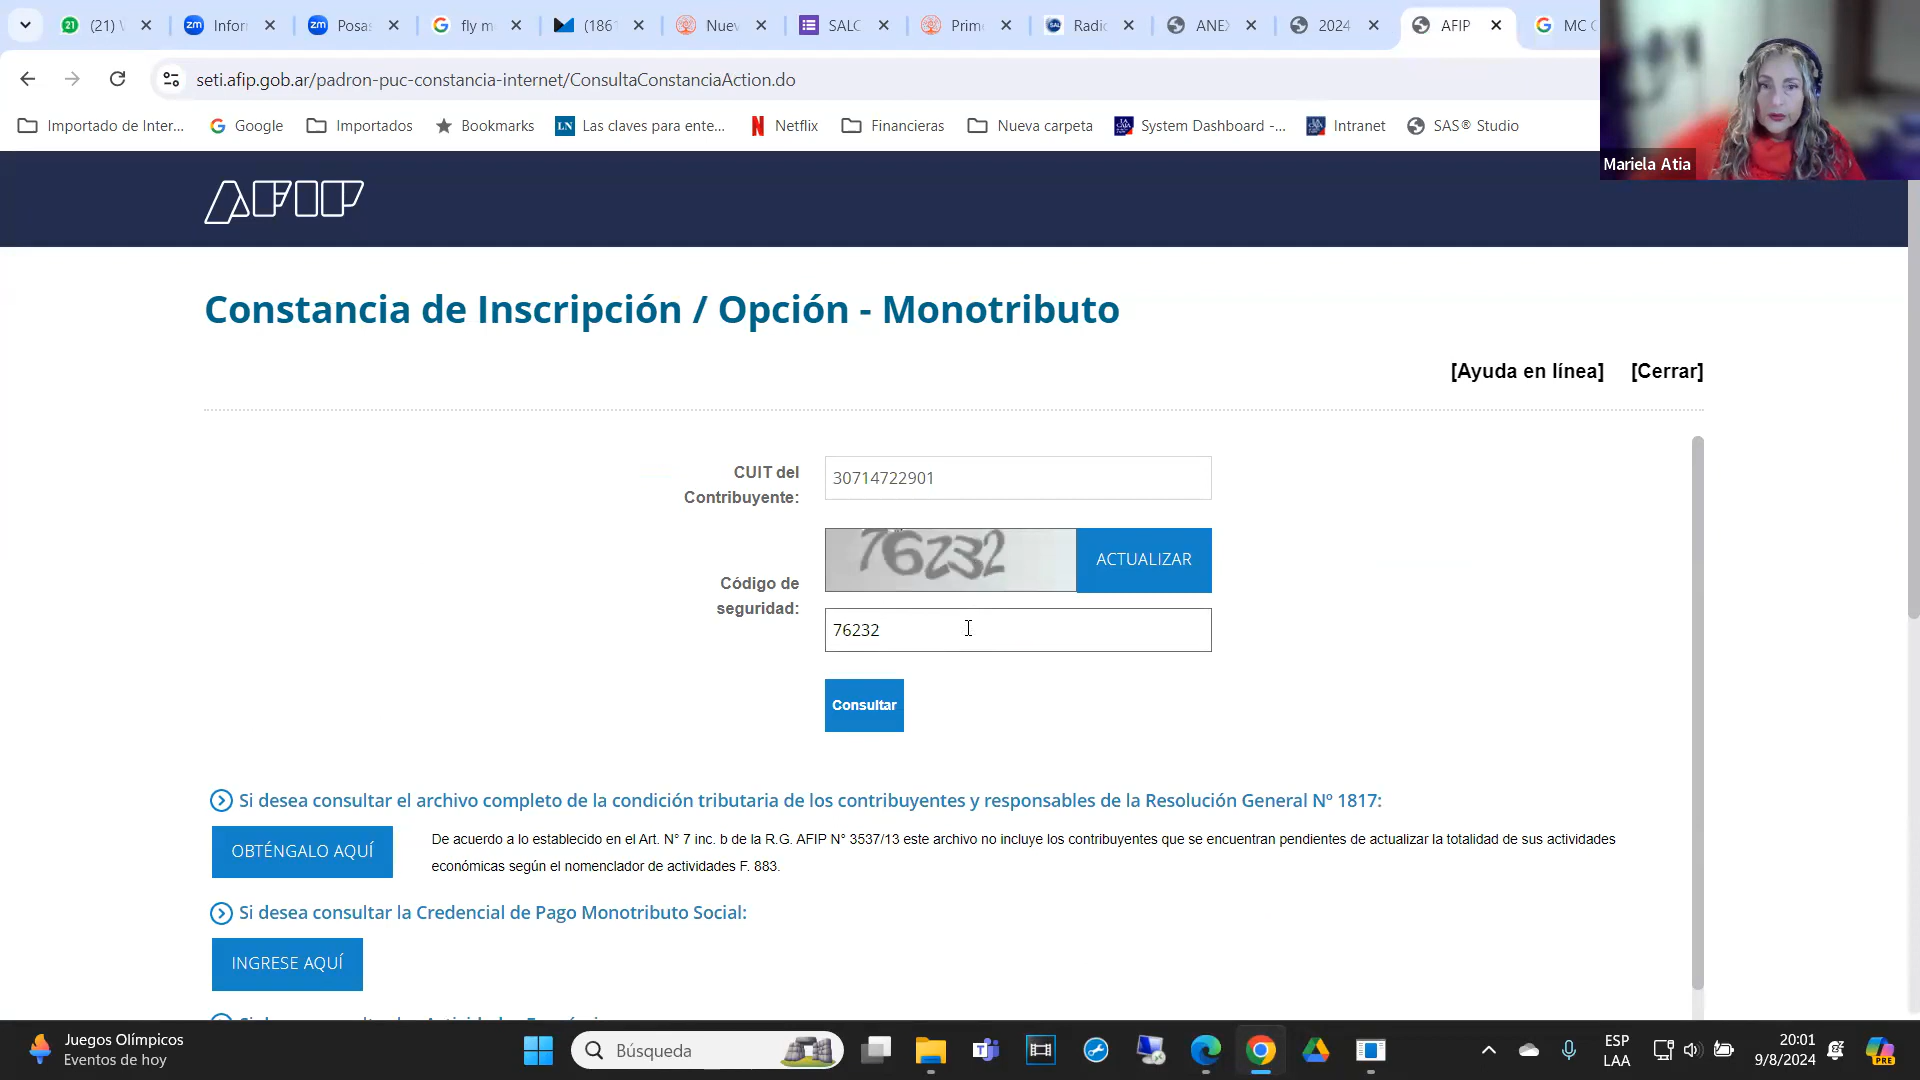 (21)
Infor
Posas
fly m
(186
Nuev
SALC
Prim
Radic
ANE
2024
AFIP
MC
seti.afip.gob.ar/padron-puc-constancia-internet/ConsultaConstanciaAction.do
Importado de Inter...
Google
Importados
Bookmarks
LN Las claves para ente...
Netflix
Financieras
Nueva carpeta
System Dashboard -...
Intranet
SAS® Studio
Mariela Atia
AFIP
Constancia de Inscripción / Opción - Monotributo
[Ayuda en línea] [Cerrar]
CUIT del
Contribuyente:
30714722901
76232
ACTUALIZAR
Código de
seguridad:
76232
Consultar
Si desea consultar el archivo completo de la condición tributaria de los contribuyentes y responsables de la Resolución General Nº 1817:
OBTÉNGALO AQUÍ
De acuerdo a lo establecido en el Art. N° 7 inc. b de la R.G. AFIP N° 3537/13 este archivo no incluye los contribuyentes que se encuentran pendientes de actualizar la totalidad de sus actividades
económicas según el nomenclador de actividades F. 883.
Si desea consultar la Credencial de Pago Monotributo Social:
INGRESE AQUÍ
Juegos Olímpicos
Eventos de hoy
Búsqueda
ESP
LAA
20:01
9/8/2024
PRE